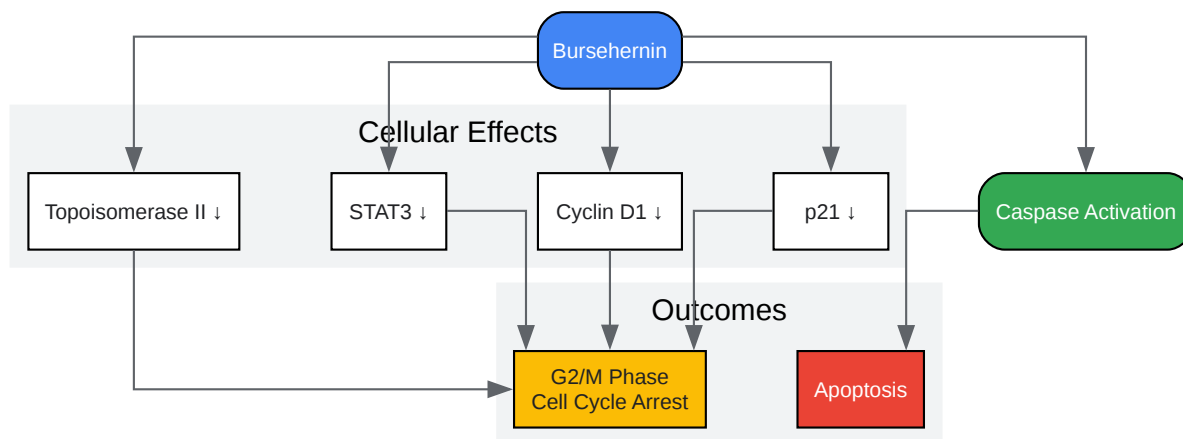 Bursehernin
Cellular Effects
Topoisomerase II ↓
STAT3 ↓
Cyclin D1 ↓
p21 ↓
Caspase Activation
Outcomes
G2/M Phase
Cell Cycle Arrest
Apoptosis